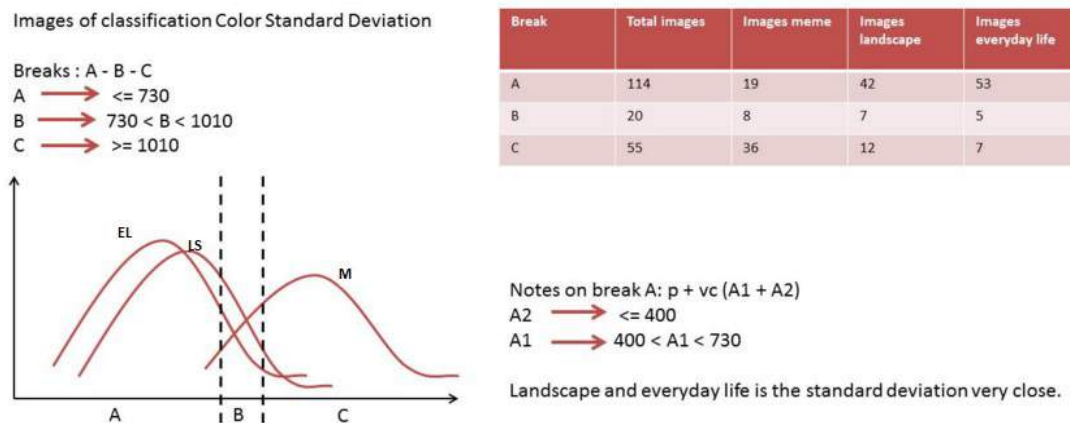 Images of classification Color Standard Deviation
Breaks : A - B - C
A <= 730
B 730 < B < 1010
C >= 1010
EL
LS
M
A B C
Break Total images Images meme Images landscape Images everyday life
A 114 19 42 53
B 20 8 7 5
C 55 36 12 7
Notes on break A: p + vc (A1 + A2)
A2 <= 400
A1 400 < A1 < 730
Landscape and everyday life is the standard deviation very close.